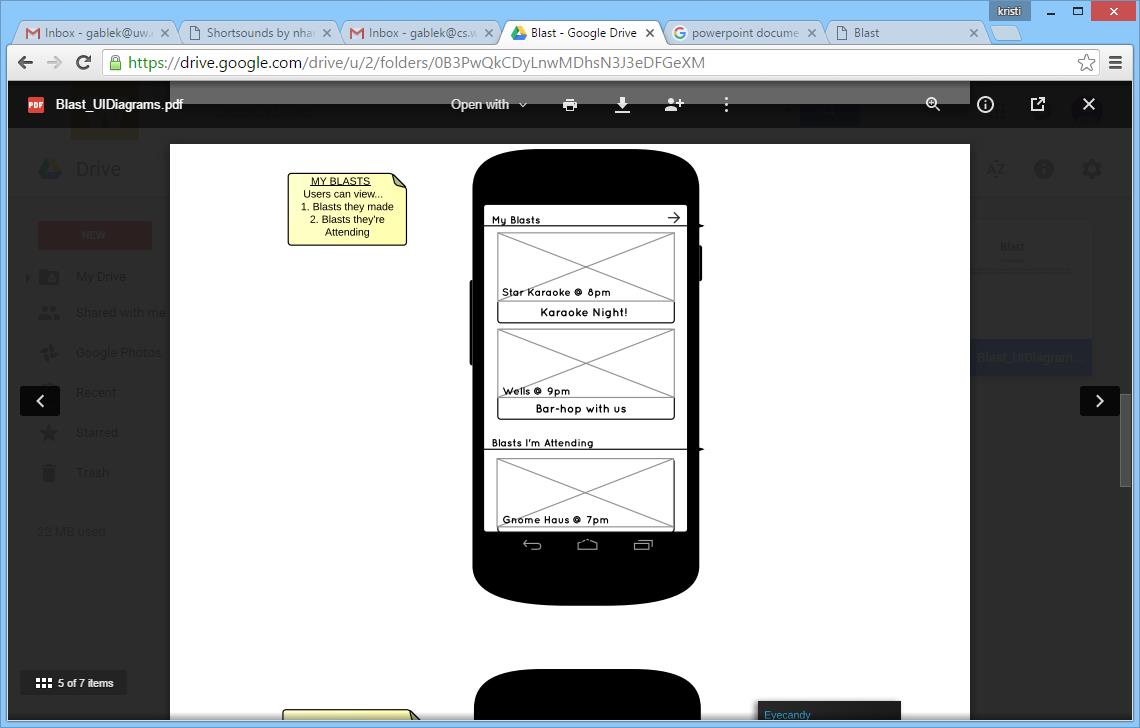 kristi
Inbox - gablek@uw.
Shortsounds by nha
Inbox - gablek@cs.w
Blast - Google Drive
powerpoint docume
Blast
https://drive.google.com/drive/u/2/folders/0B3PwQkCDyLnwMDhsN3J3eDFGeXM
PDF
Blast_UIDiagrams.pdf
Open with
Drive
AZ
NEW
My Drive
Shared with me
Google Photos
Recent
Starred
Trash
22 MB used
Blast
Blast_UIDiagram...
MY BLASTS
Users can view...
1. Blasts they made
2. Blasts they're
Attending
My Blasts
Star Karaoke @ 8pm
Karaoke Night!
Wells @ 9pm
Bar-hop with us
Blasts I'm Attending
Gnome Haus @ 7pm
5 of 7 items
Eyecandy